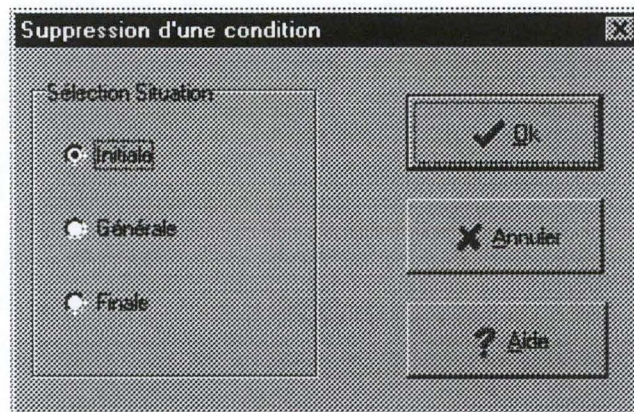 Suppression d'une condition
Sélection Situation
Initiale
Générale
Finale
Ok
Annuler
Aide